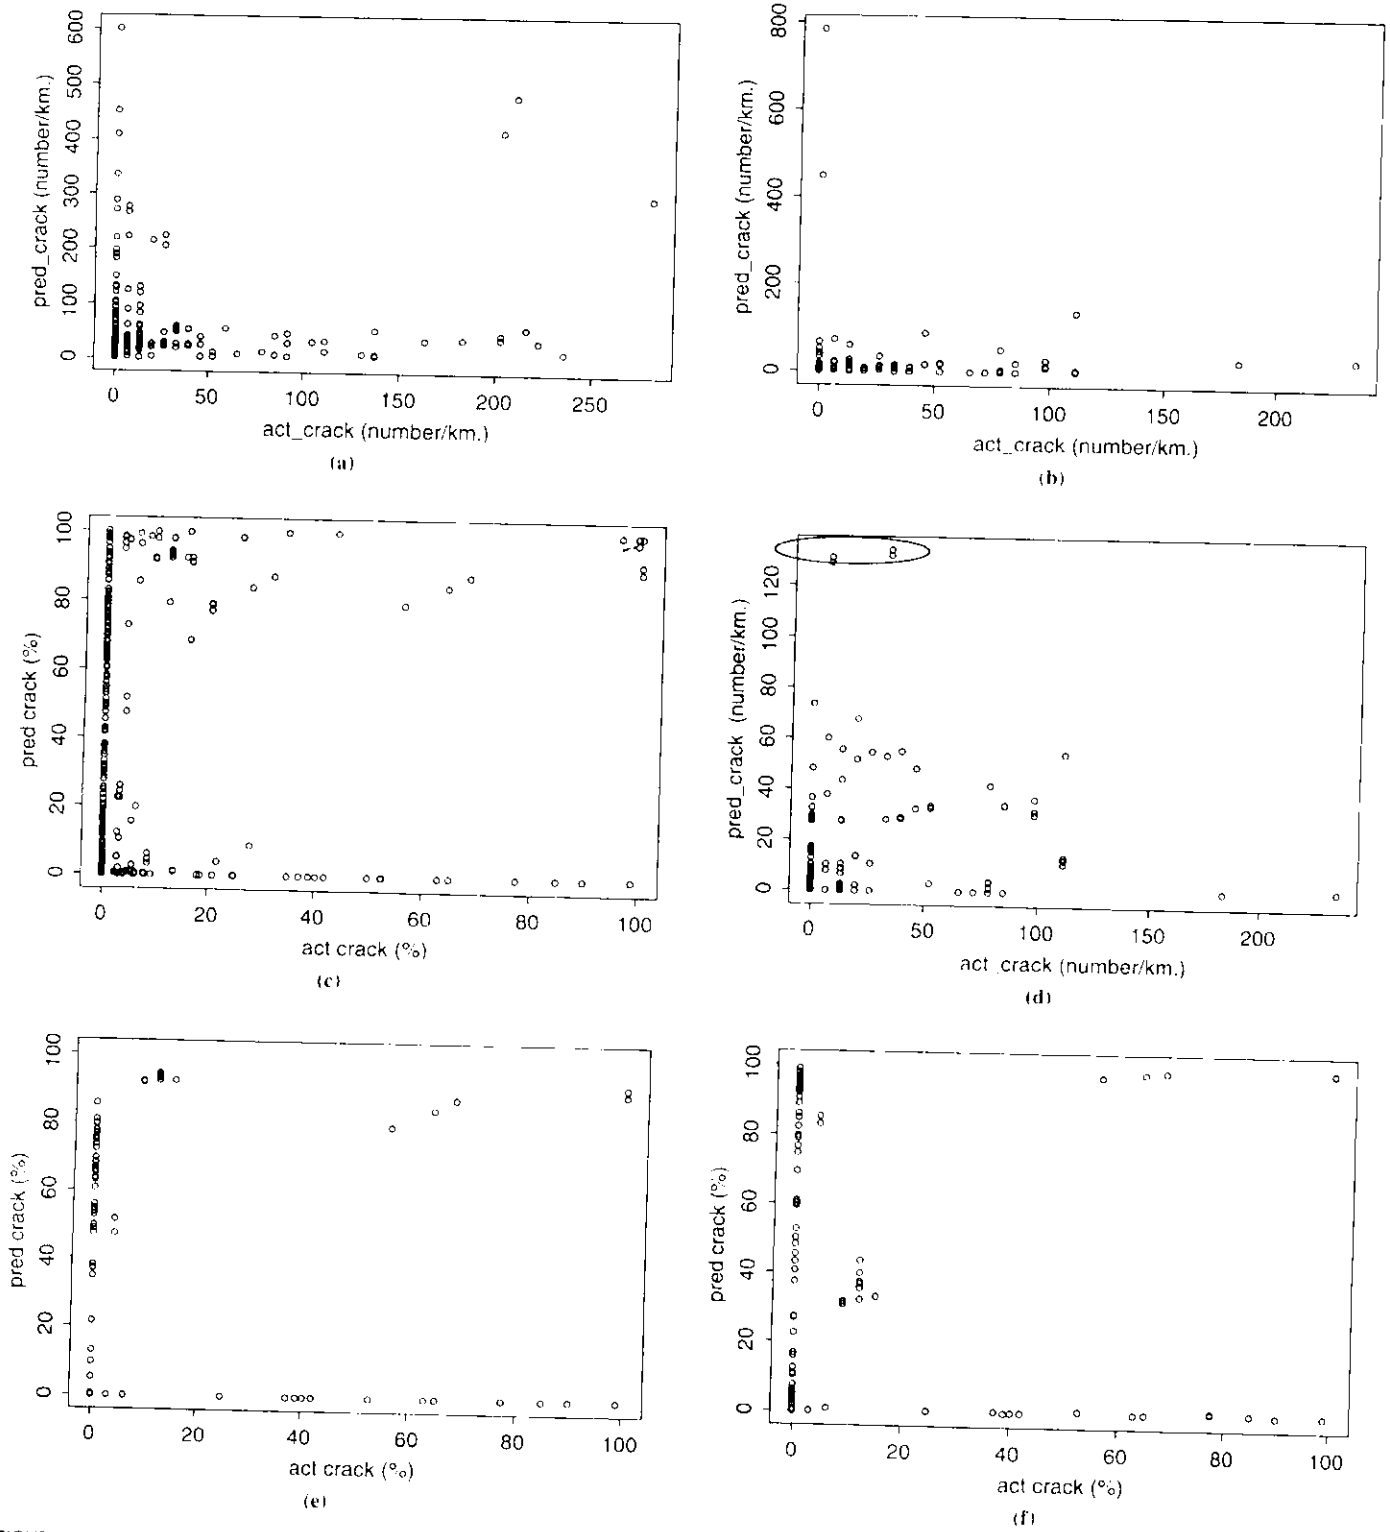 pred_crack (number/km.)
0 100 200 300 400 500 600
0 50 100 150 200 250
act_crack (number/km.)
(a)
pred_crack (number/km.)
0 200 400 600 800
0 50 100 150 200
act_crack (number/km.)
(b)
pred crack (%)
0 20 40 60 80 100
0 20 40 60 80 100
act crack (%)
(c)
pred_crack (number/km.)
0 20 40 60 80 100 120
0 50 100 150 200
act_crack (number/km.)
(d)
pred crack (%)
0 20 40 60 80 100
0 20 40 60 80 100
act crack (%)
(e)
pred crack (%)
0 20 40 60 80 100
0 20 40 60 80 100
act crack (%)
(f)